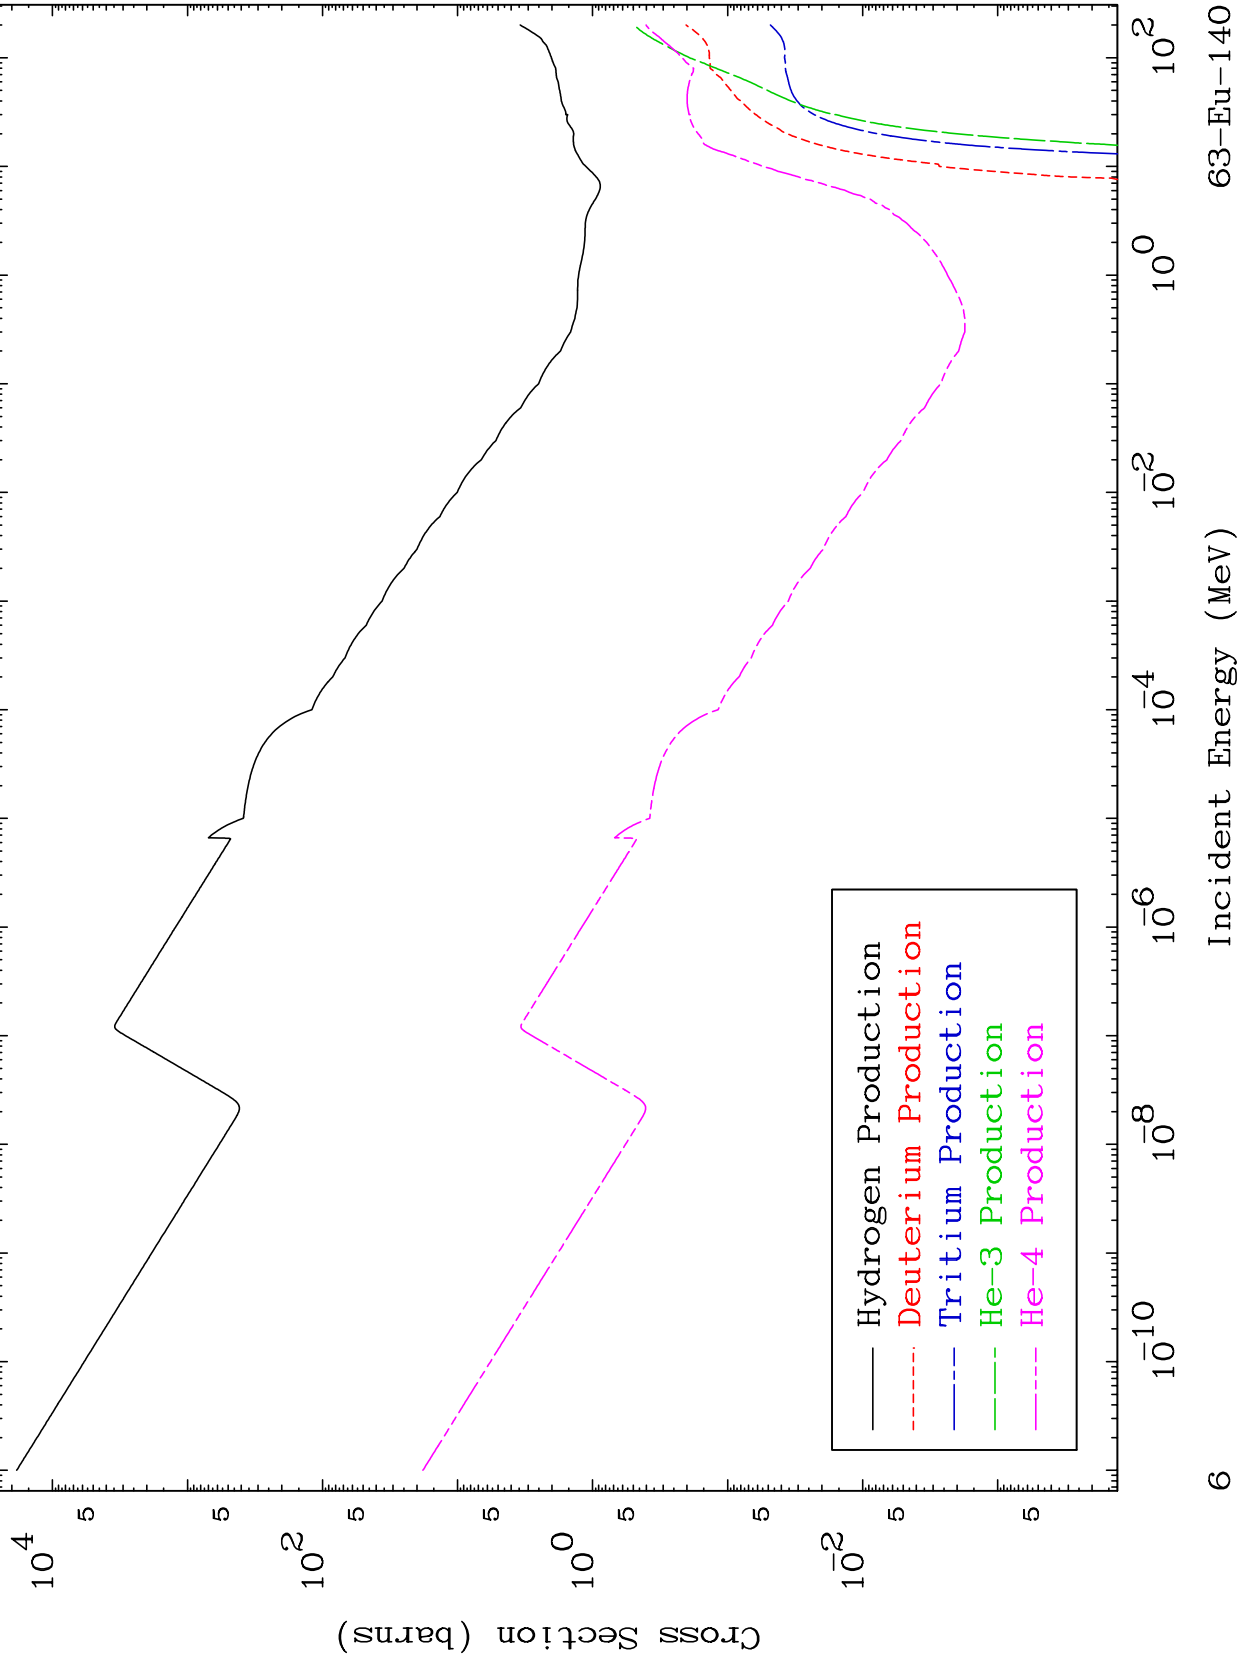 Cross Section (barns)
10^4
5
5
10^2
5
5
10^0
5
5
10^-2
5
5
Hydrogen Production
Deuterium Production
Tritium Production
He-3 Production
He-4 Production
10^-10
10^-8
10^-6
10^-4
10^-2
10^0
10^2
6
Incident Energy (MeV)
63-Eu-140